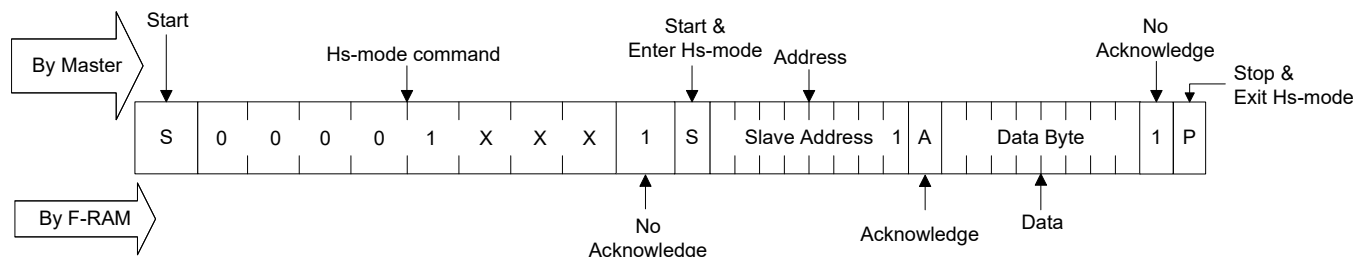 Start
Hs-mode command
Start &
Enter Hs-mode
Address
No
Acknowledge
Stop &
Exit Hs-mode
By Master
S 0 0 0 0 1 X X X 1 S Slave Address 1 A Data Byte 1 P
By F-RAM
No
Acknowledge
Acknowledge
Data